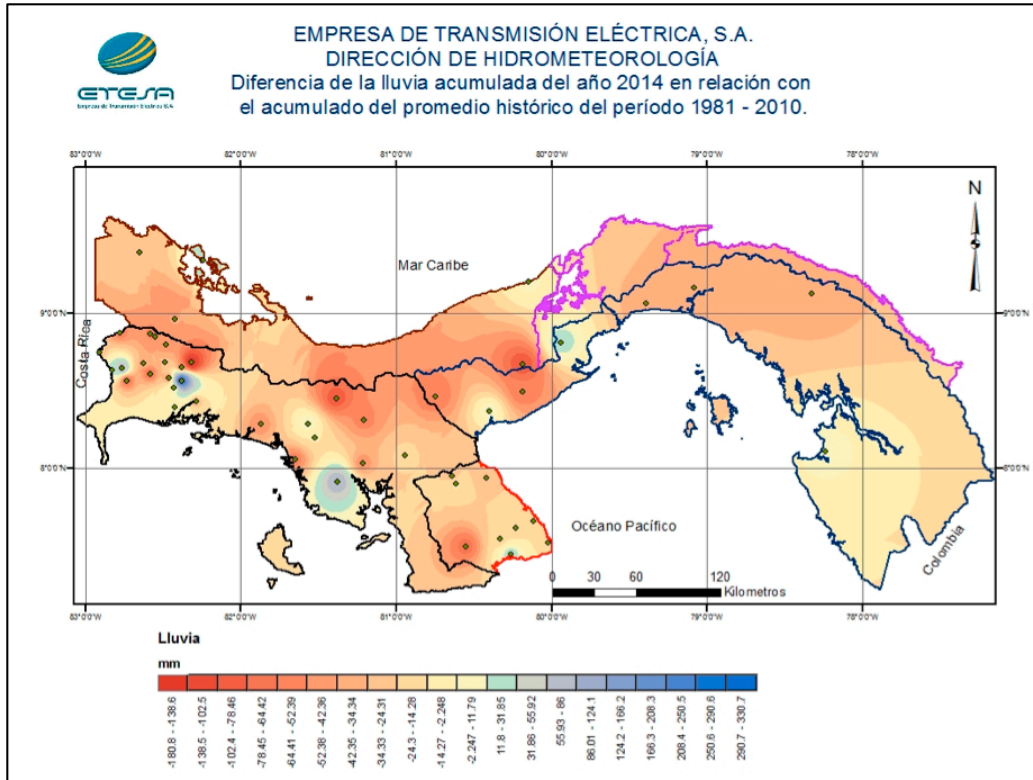 EMPRESA DE TRANSMISIÓN ELÉCTRICA, S.A.
DIRECCIÓN DE HIDROMETEOROLOGÍA
Diferencia de la lluvia acumulada del año 2014 en relación con
el acumulado del promedio histórico del período 1981 - 2010.
ETESA
Empresa de Transmisión Eléctrica S.A.
83°0'0"W 82°0'0"W 81°0'0"W 80°0'0"W 79°0'0"W 78°0'0"W
N
Mar Caribe
9°0'0"N 9°0'0"N
Costa Rica
8°0'0"N 8°0'0"N
Océano Pacífico
Colombia
0 30 60 120
Kilometros
83°0'0"W 82°0'0"W 81°0'0"W 80°0'0"W 79°0'0"W 78°0'0"W
Lluvia
mm
-180.8 - -138.6
-138.5 - -102.5
-102.4 - -78.46
-78.45 - -64.42
-64.41 - -52.39
-52.38 - -42.36
-42.35 - -34.34
-34.33 - -24.31
-24.3 - -14.28
-14.27 - -2.248
-2.247 - 11.79
11.8 - 31.85
31.86 - 55.92
55.93 - 86
86.01 - 124.1
124.2 - 166.2
166.3 - 208.3
208.4 - 250.5
250.6 - 290.6
290.7 - 330.7